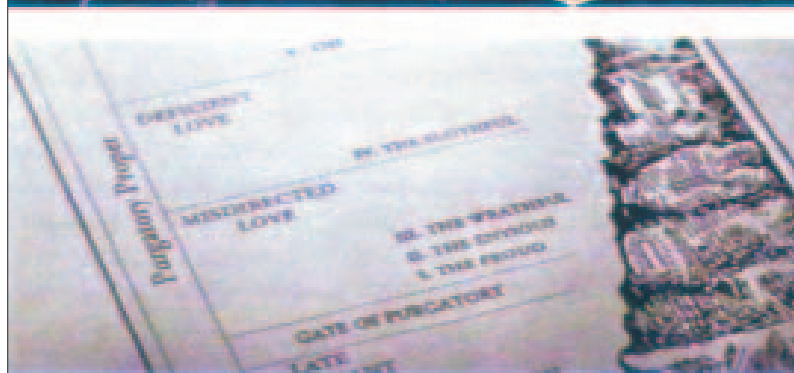 DEFICIENT
LOVE
IV. THE SLOTHFUL
MISDIRECTED
LOVE
III. THE WRATHFUL
II. THE ENVIOUS
I. THE PROUD
Purgatory Proper
GATE OF PURGATORY
LATE